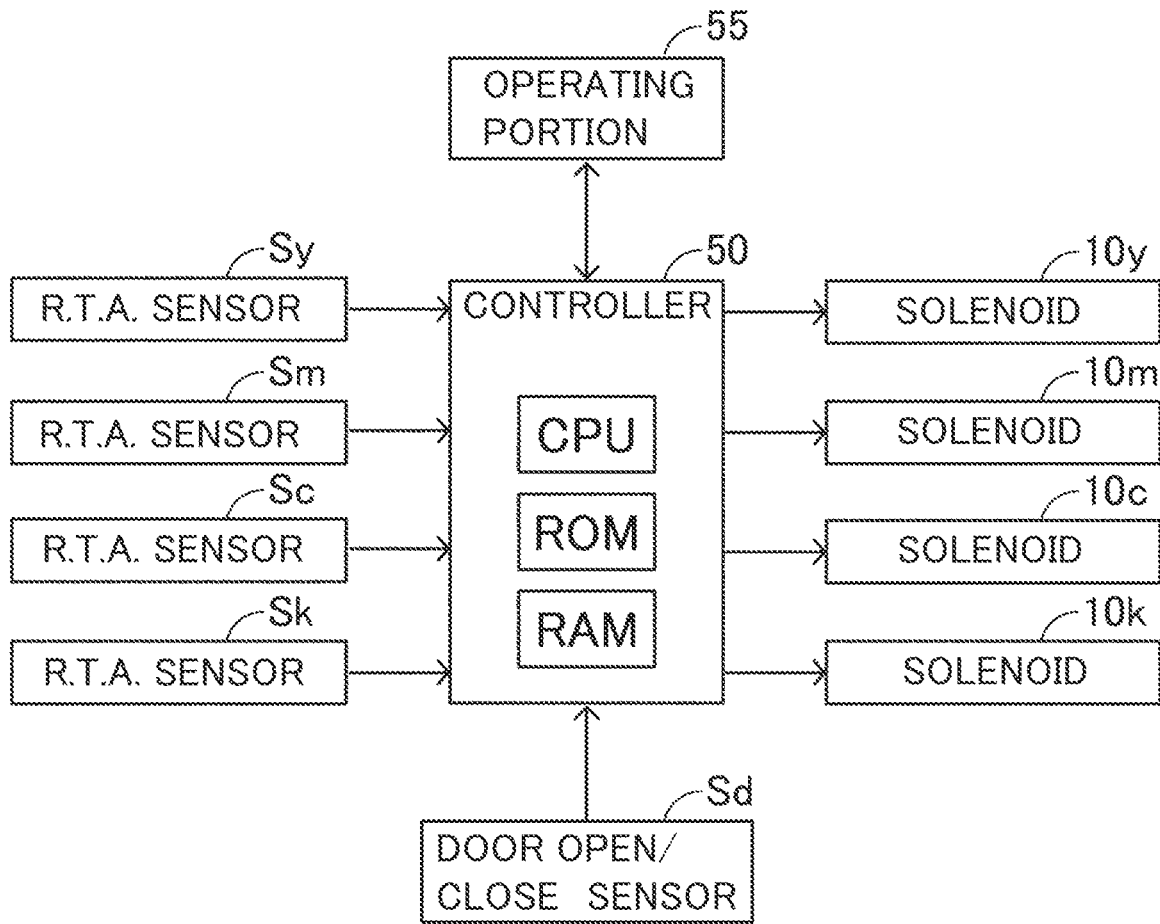 55
OPERATING
PORTION
Sy
50
10y
R.T.A. SENSOR
CONTROLLER
SOLENOID
Sm
10m
R.T.A. SENSOR
CPU
SOLENOID
Sc
10c
R.T.A. SENSOR
ROM
SOLENOID
Sk
10k
R.T.A. SENSOR
RAM
SOLENOID
Sd
DOOR OPEN/
CLOSE SENSOR